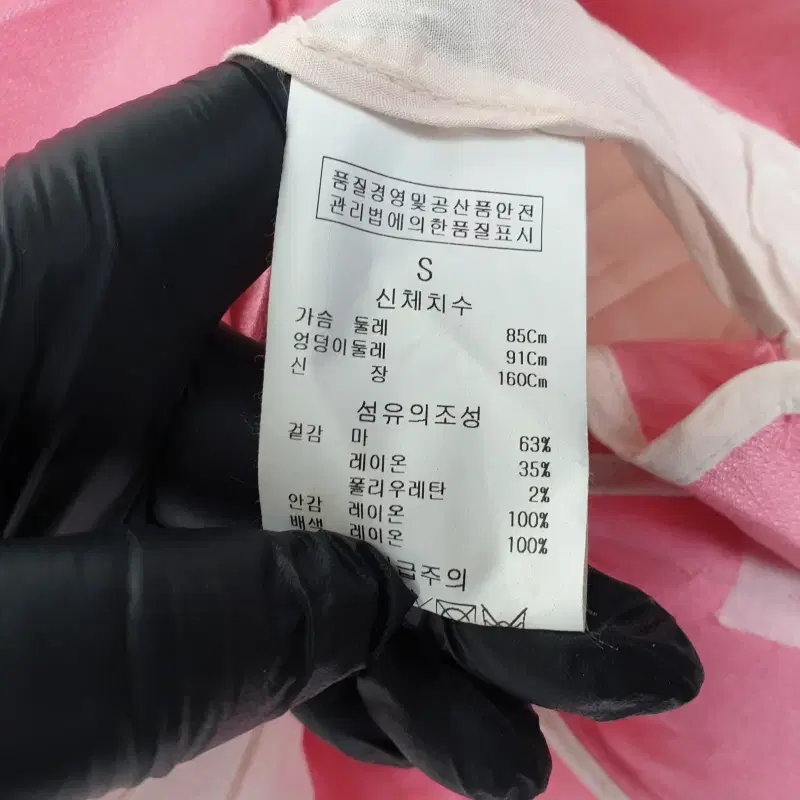 품질경영및공산품안전
관리법에의한품질표시
S
신체치수
가슴 둘레 85Cm
엉덩이둘레 91Cm
신 장 160Cm
섬유의조성
겉감 마 63%
레이온 35%
폴리우레탄 2%
안감 레이온 100%
배색 레이온 100%
급주의